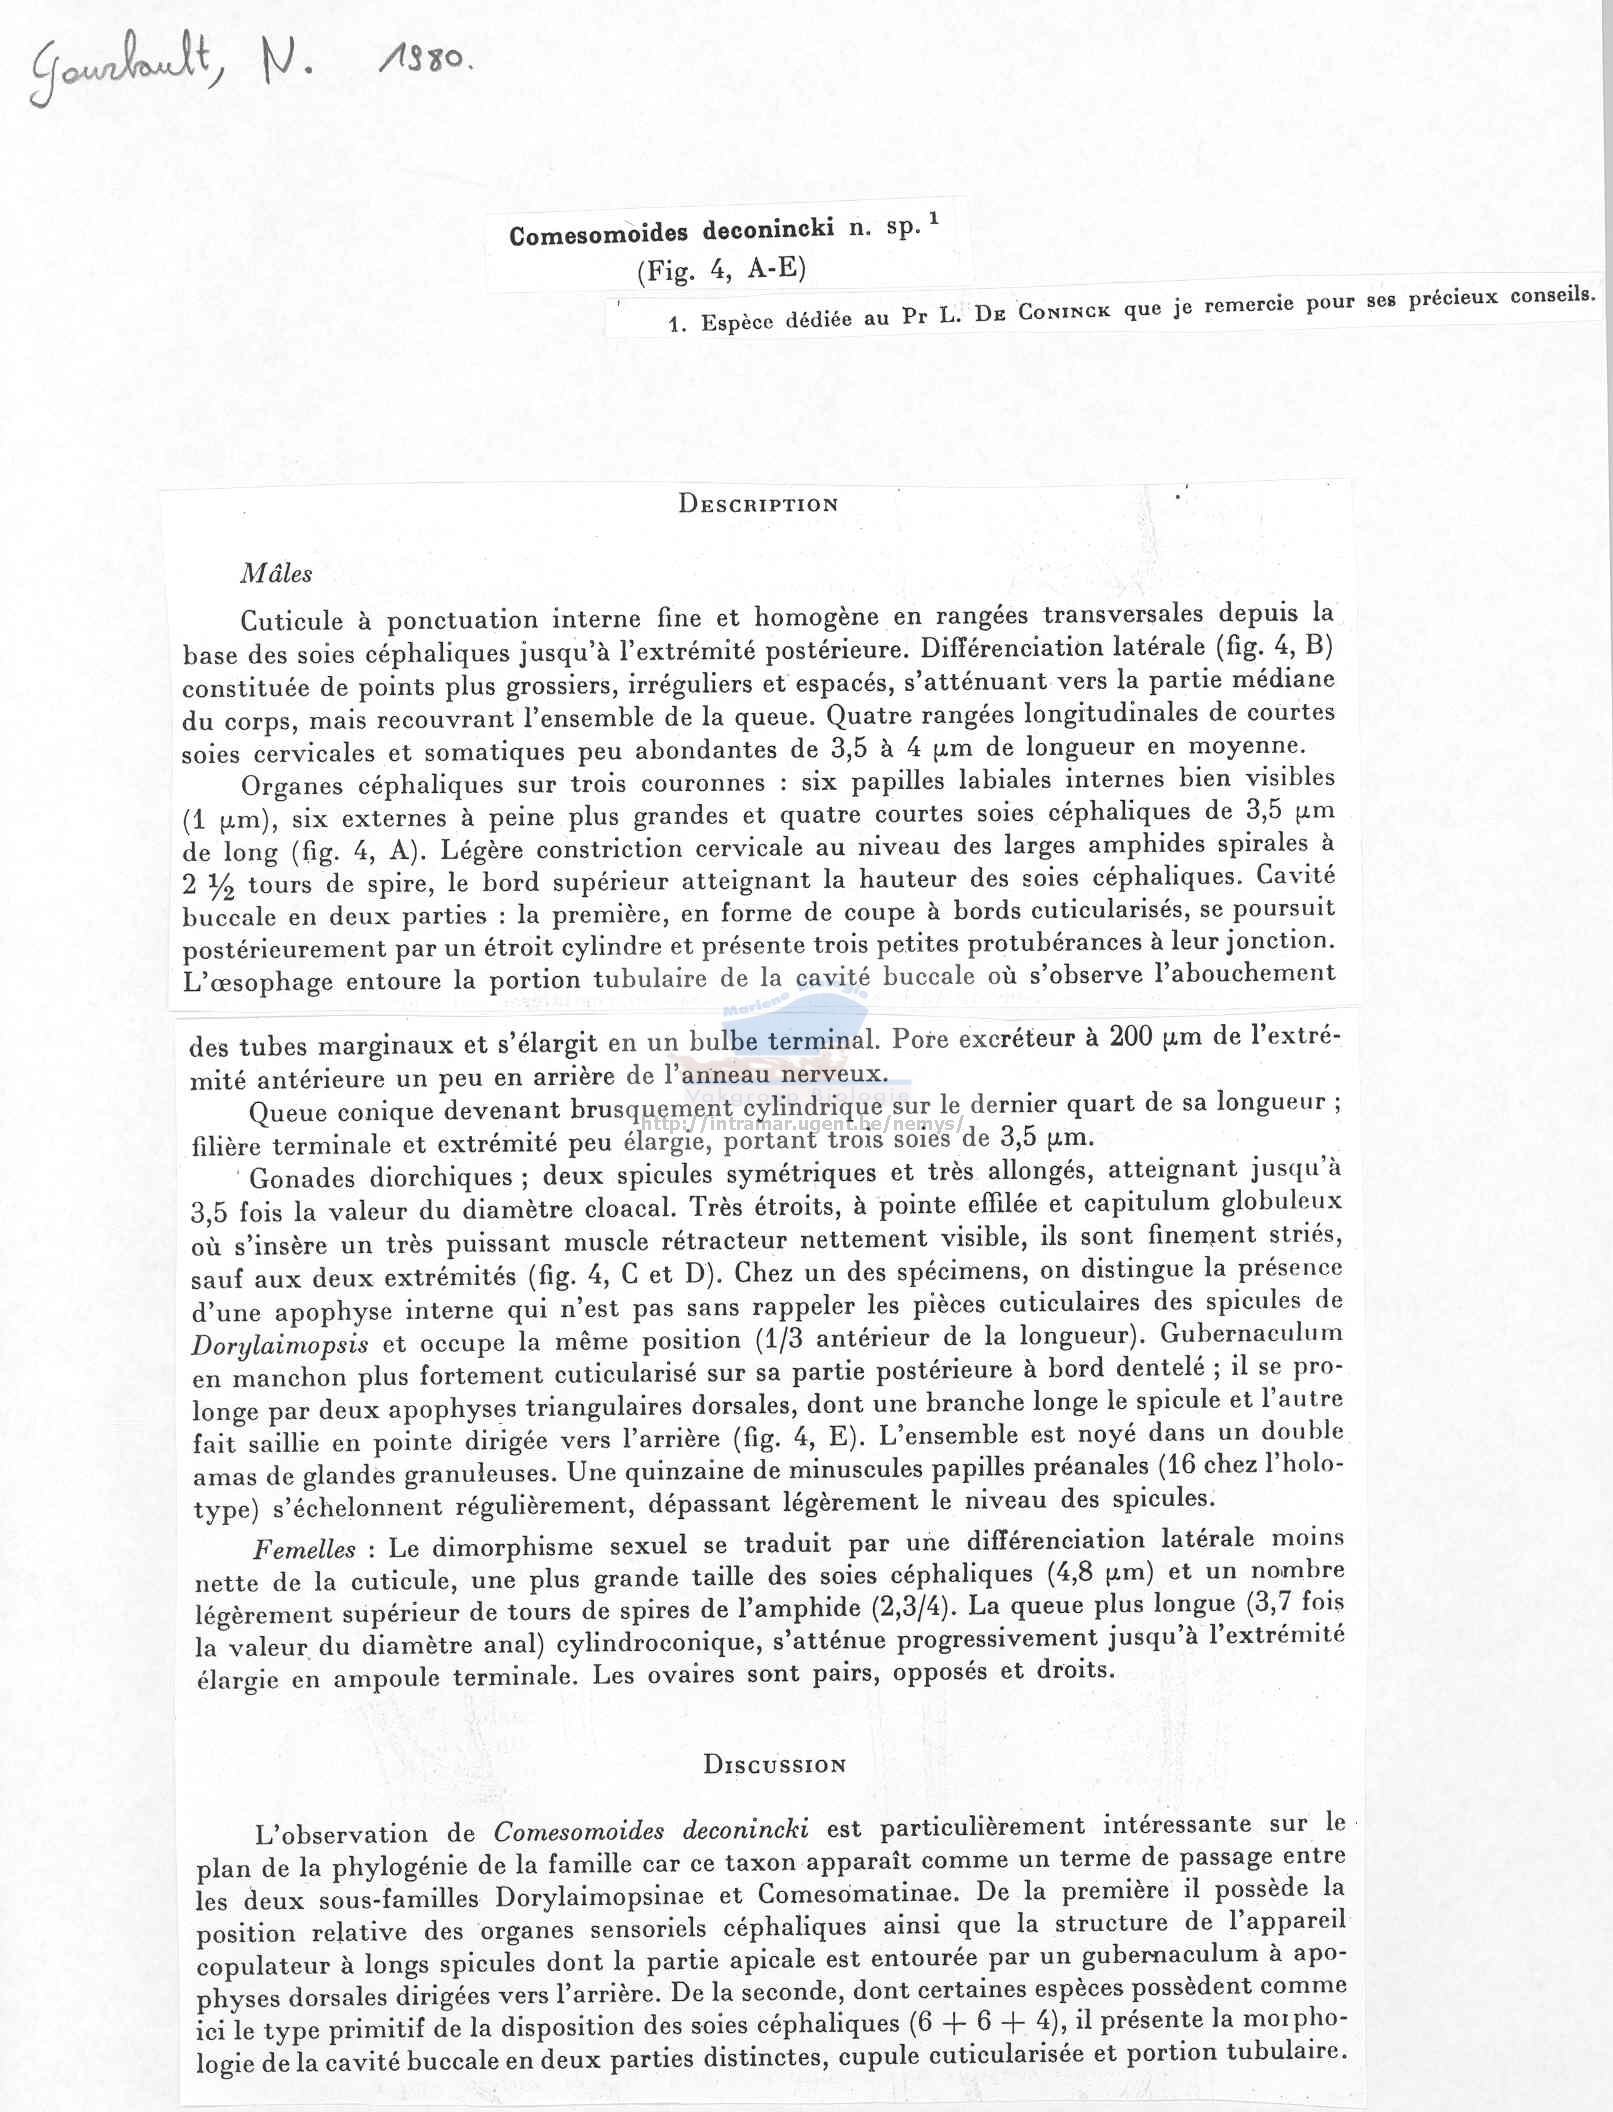 Gourbault, N. 1980.
Comesomoides deconincki n. sp. 1
(Fig. 4, A-E)
1. Espèce dédiée au Pr L. De Coninck que je remercie pour ses précieux conseils.
Description
Mâles
Cuticule à ponctuation interne fine et homogène en rangées transversales depuis la
base des soies céphaliques jusqu'à l'extrémité postérieure. Différenciation latérale (fig. 4, B)
constituée de points plus grossiers, irréguliers et espacés, s'atténuant vers la partie médiane
du corps, mais recouvrant l'ensemble de la queue. Quatre rangées longitudinales de courtes
soies cervicales et somatiques peu abondantes de 3,5 à 4 µm de longueur en moyenne.
Organes céphaliques sur trois couronnes : six papilles labiales internes bien visibles
(1 µm), six externes à peine plus grandes et quatre courtes soies céphaliques de 3,5 µm
de long (fig. 4, A). Légère constriction cervicale au niveau des larges amphides spirales à
2 ½ tours de spire, le bord supérieur atteignant la hauteur des soies céphaliques. Cavité
buccale en deux parties : la première, en forme de coupe à bords cuticularisés, se poursuit
postérieurement par un étroit cylindre et présente trois petites protubérances à leur jonction.
L'œsophage entoure la portion tubulaire de la cavité buccale où s'observe l'abouchement
Mariene Biologie
des tubes marginaux et s'élargit en un bulbe terminal. Pore excréteur à 200 µm de l'extré-
mité antérieure un peu en arrière de l'anneau nerveux.
Vakgroep Biologie
Queue conique devenant brusquement cylindrique sur le dernier quart de sa longueur ;
http://intramar.ugent.be/nemys/
filière terminale et extrémité peu élargie, portant trois soies de 3,5 µm.
Gonades diorchiques ; deux spicules symétriques et très allongés, atteignant jusqu'à
3,5 fois la valeur du diamètre cloacal. Très étroits, à pointe effilée et capitulum globuleux
où s'insère un très puissant muscle rétracteur nettement visible, ils sont finement striés,
sauf aux deux extrémités (fig. 4, C et D). Chez un des spécimens, on distingue la présence
d'une apophyse interne qui n'est pas sans rappeler les pièces cuticulaires des spicules de
Dorylaimopsis et occupe la même position (1/3 antérieur de la longueur). Gubernaculum
en manchon plus fortement cuticularisé sur sa partie postérieure à bord dentelé ; il se pro-
longe par deux apophyses triangulaires dorsales, dont une branche longe le spicule et l'autre
fait saillie en pointe dirigée vers l'arrière (fig. 4, E). L'ensemble est noyé dans un double
amas de glandes granuleuses. Une quinzaine de minuscules papilles préanales (16 chez l'holo-
type) s'échelonnent régulièrement, dépassant légèrement le niveau des spicules.
Femelles : Le dimorphisme sexuel se traduit par une différenciation latérale moins
nette de la cuticule, une plus grande taille des soies céphaliques (4,8 µm) et un nombre
légèrement supérieur de tours de spires de l'amphide (2,3/4). La queue plus longue (3,7 fois
la valeur du diamètre anal) cylindroconique, s'atténue progressivement jusqu'à l'extrémité
élargie en ampoule terminale. Les ovaires sont pairs, opposés et droits.
Discussion
L'observation de Comesomoides deconincki est particulièrement intéressante sur le
plan de la phylogénie de la famille car ce taxon apparaît comme un terme de passage entre
les deux sous-familles Dorylaimopsinae et Comesomatinae. De la première il possède la
position relative des organes sensoriels céphaliques ainsi que la structure de l'appareil
copulateur à longs spicules dont la partie apicale est entourée par un gubernaculum à apo-
physes dorsales dirigées vers l'arrière. De la seconde, dont certaines espèces possèdent comme
ici le type primitif de la disposition des soies céphaliques (6 + 6 + 4), il présente la morpho-
logie de la cavité buccale en deux parties distinctes, cupule cuticularisée et portion tubulaire.